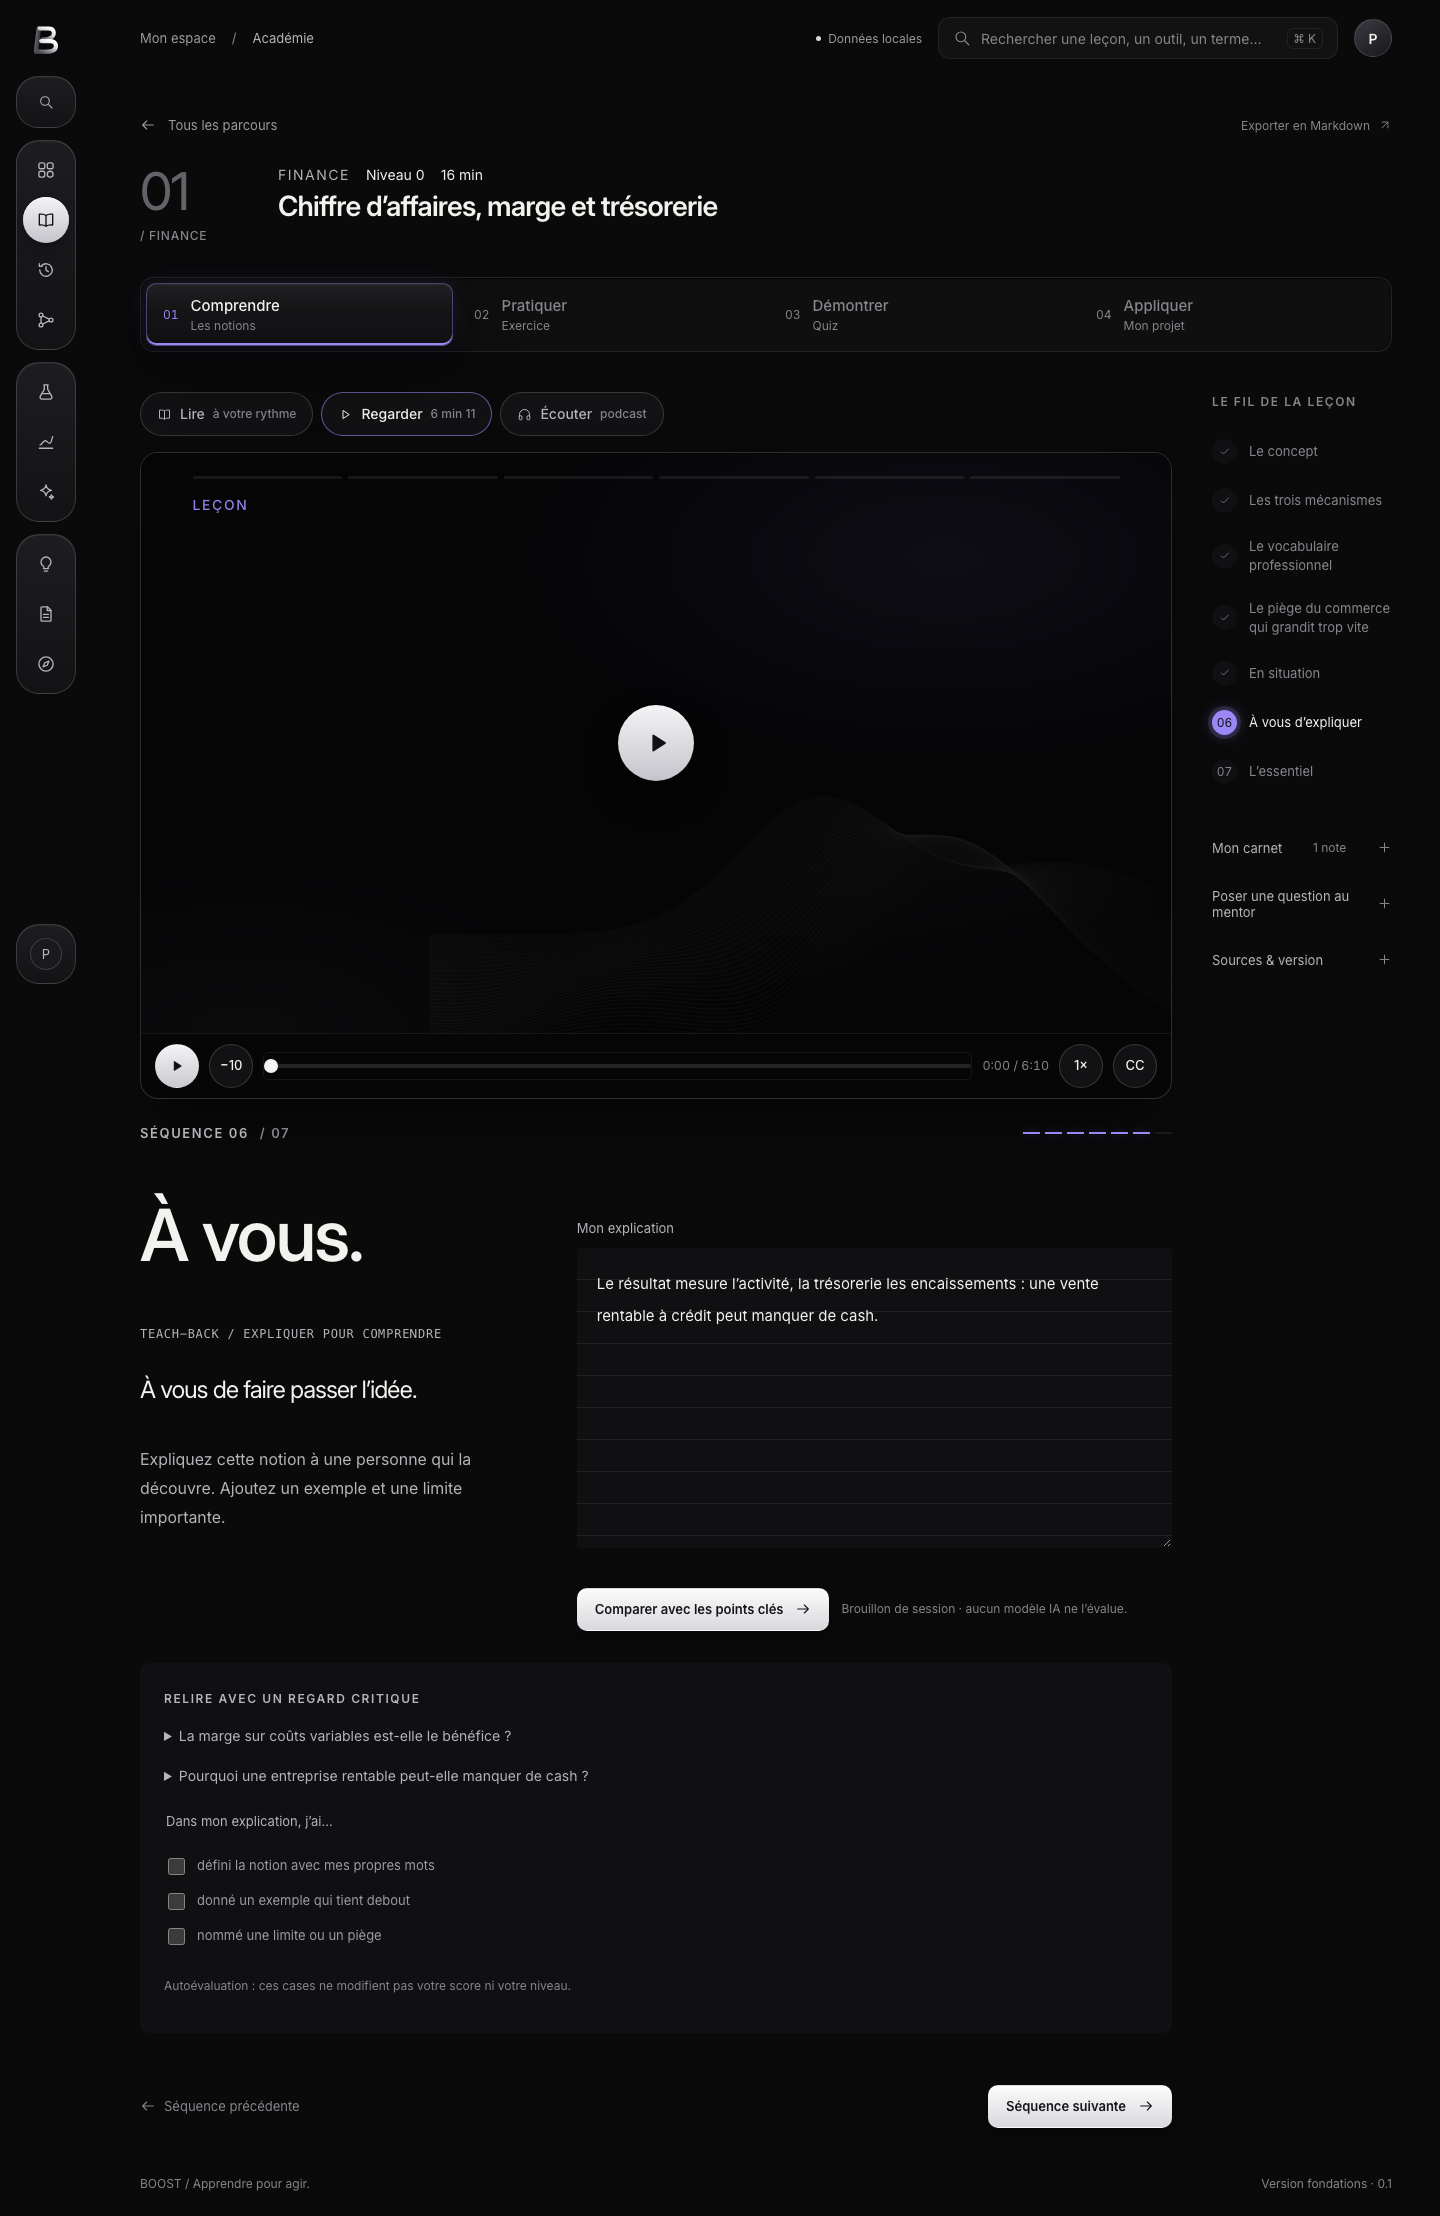 B
Mon espace / Académie
Données locales
Rechercher une leçon, un outil, un terme...
⌘ K
P
Tous les parcours
Exporter en Markdown
01
/ FINANCE
FINANCE Niveau 0 16 min
Chiffre d’affaires, marge et trésorerie
01 Comprendre
Les notions
02 Pratiquer
Exercice
03 Démontrer
Quiz
04 Appliquer
Mon projet
Lire à votre rythme
Regarder 6 min 11
Écouter podcast
LEÇON
−10
0:00 / 6:10
1×
CC
LE FIL DE LA LEÇON
Le concept
Les trois mécanismes
Le vocabulaire
professionnel
Le piège du commerce
qui grandit trop vite
En situation
06 À vous d’expliquer
07 L’essentiel
Mon carnet 1 note +
Poser une question au
mentor +
Sources & version +
P
SÉQUENCE 06 / 07
À vous.
TEACH-BACK / EXPLIQUER POUR COMPRENDRE
À vous de faire passer l’idée.
Expliquez cette notion à une personne qui la
découvre. Ajoutez un exemple et une limite
importante.
Mon explication
Le résultat mesure l’activité, la trésorerie les encaissements : une vente
rentable à crédit peut manquer de cash.
Comparer avec les points clés
Brouillon de session · aucun modèle IA ne l’évalue.
RELIRE AVEC UN REGARD CRITIQUE
La marge sur coûts variables est-elle le bénéfice ?
Pourquoi une entreprise rentable peut-elle manquer de cash ?
Dans mon explication, j’ai…
défini la notion avec mes propres mots
donné un exemple qui tient debout
nommé une limite ou un piège
Autoévaluation : ces cases ne modifient pas votre score ni votre niveau.
Séquence précédente
Séquence suivante
BOOST / Apprendre pour agir.
Version fondations · 0.1